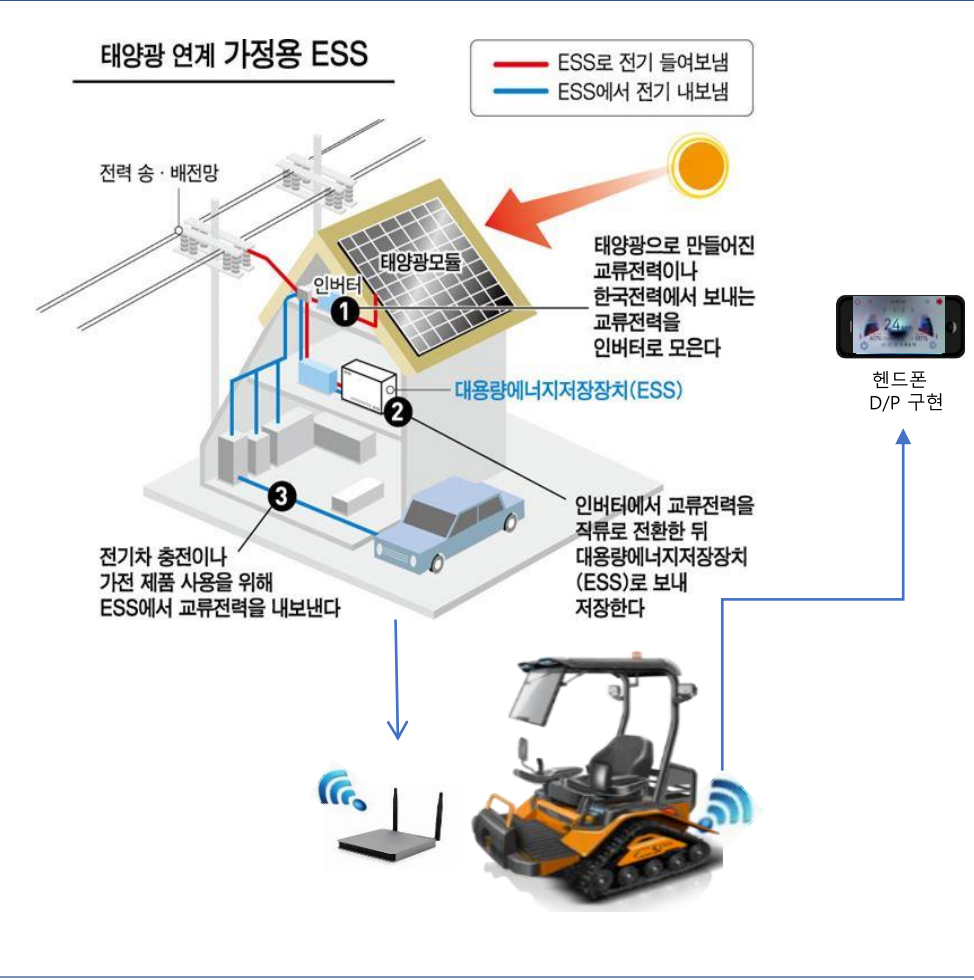 태양광 연계 가정용 ESS
ESS로 전기 들여보냄
ESS에서 전기 내보냄
전력 송 · 배전망
태양광모듈
인버터
1
태양광으로 만들어진
교류전력이나
한국전력에서 보내는
교류전력을
인버터로 모은다
24
헨드폰
D/P 구현
대용량에너지저장장치(ESS)
2
3
인버터에서 교류전력을
직류로 전환한 뒤
대용량에너지저장장치
(ESS)로 보내
저장한다
전기차 충전이나
가전 제품 사용을 위해
ESS에서 교류전력을 내보낸다